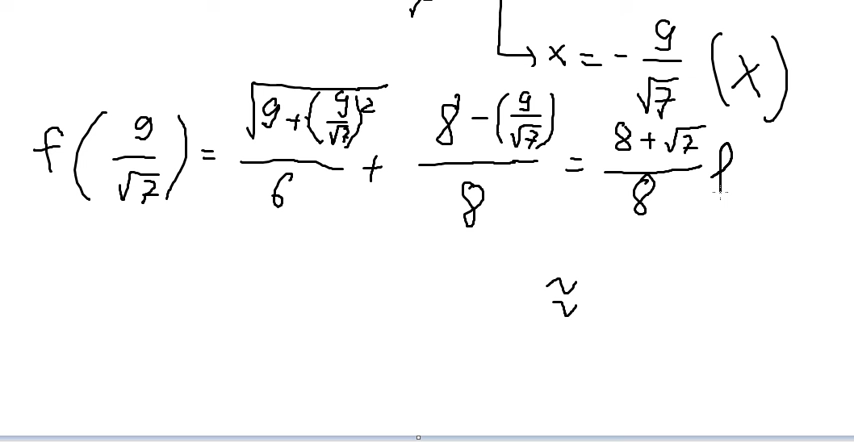 → x = - 9/√7 (x)
f(9/√7) = √(9+(9/√7)²)/6 + (8-(9/√7))/8 = (8+√7)/8
≈